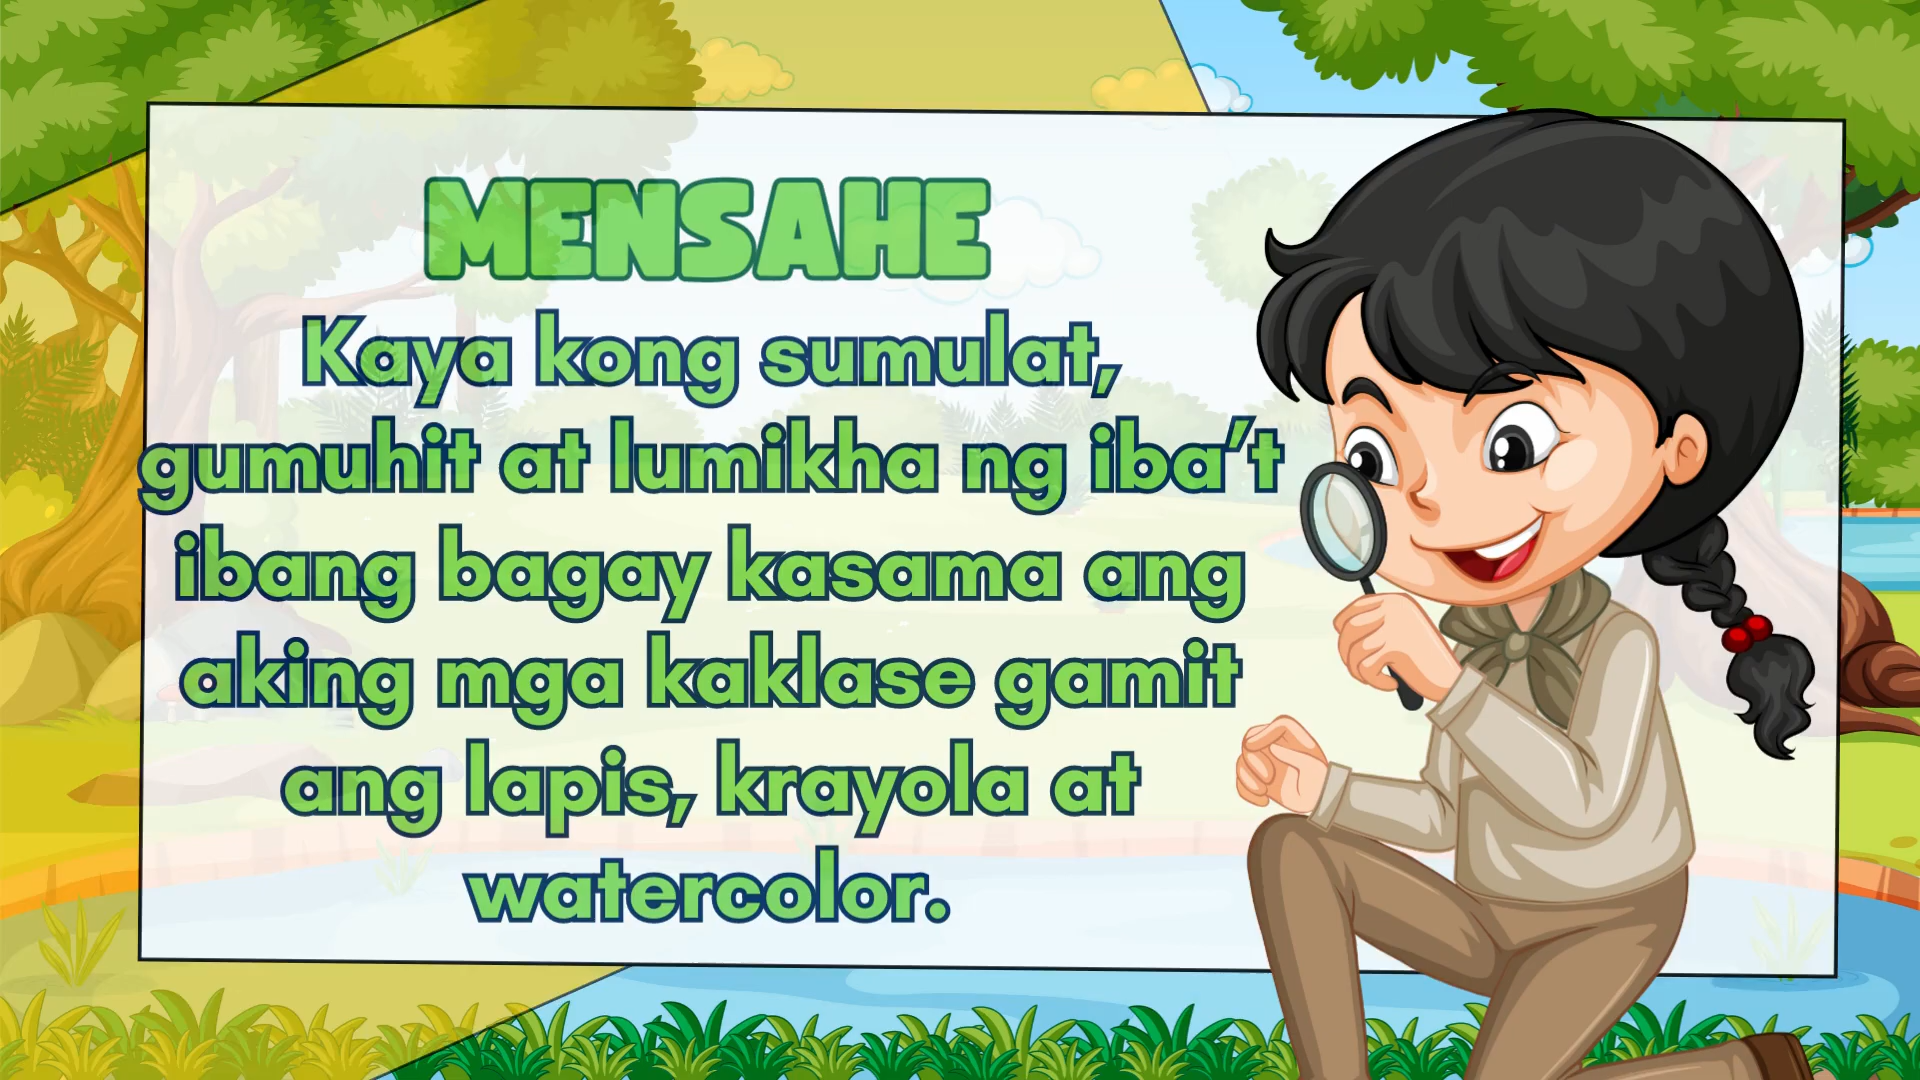 MENSAHE
Kaya kong sumulat,
gumuhit at lumikha ng iba't
ibang bagay kasama ang
aking mga kaklase gamit
ang lapis, krayola at
watercolor.